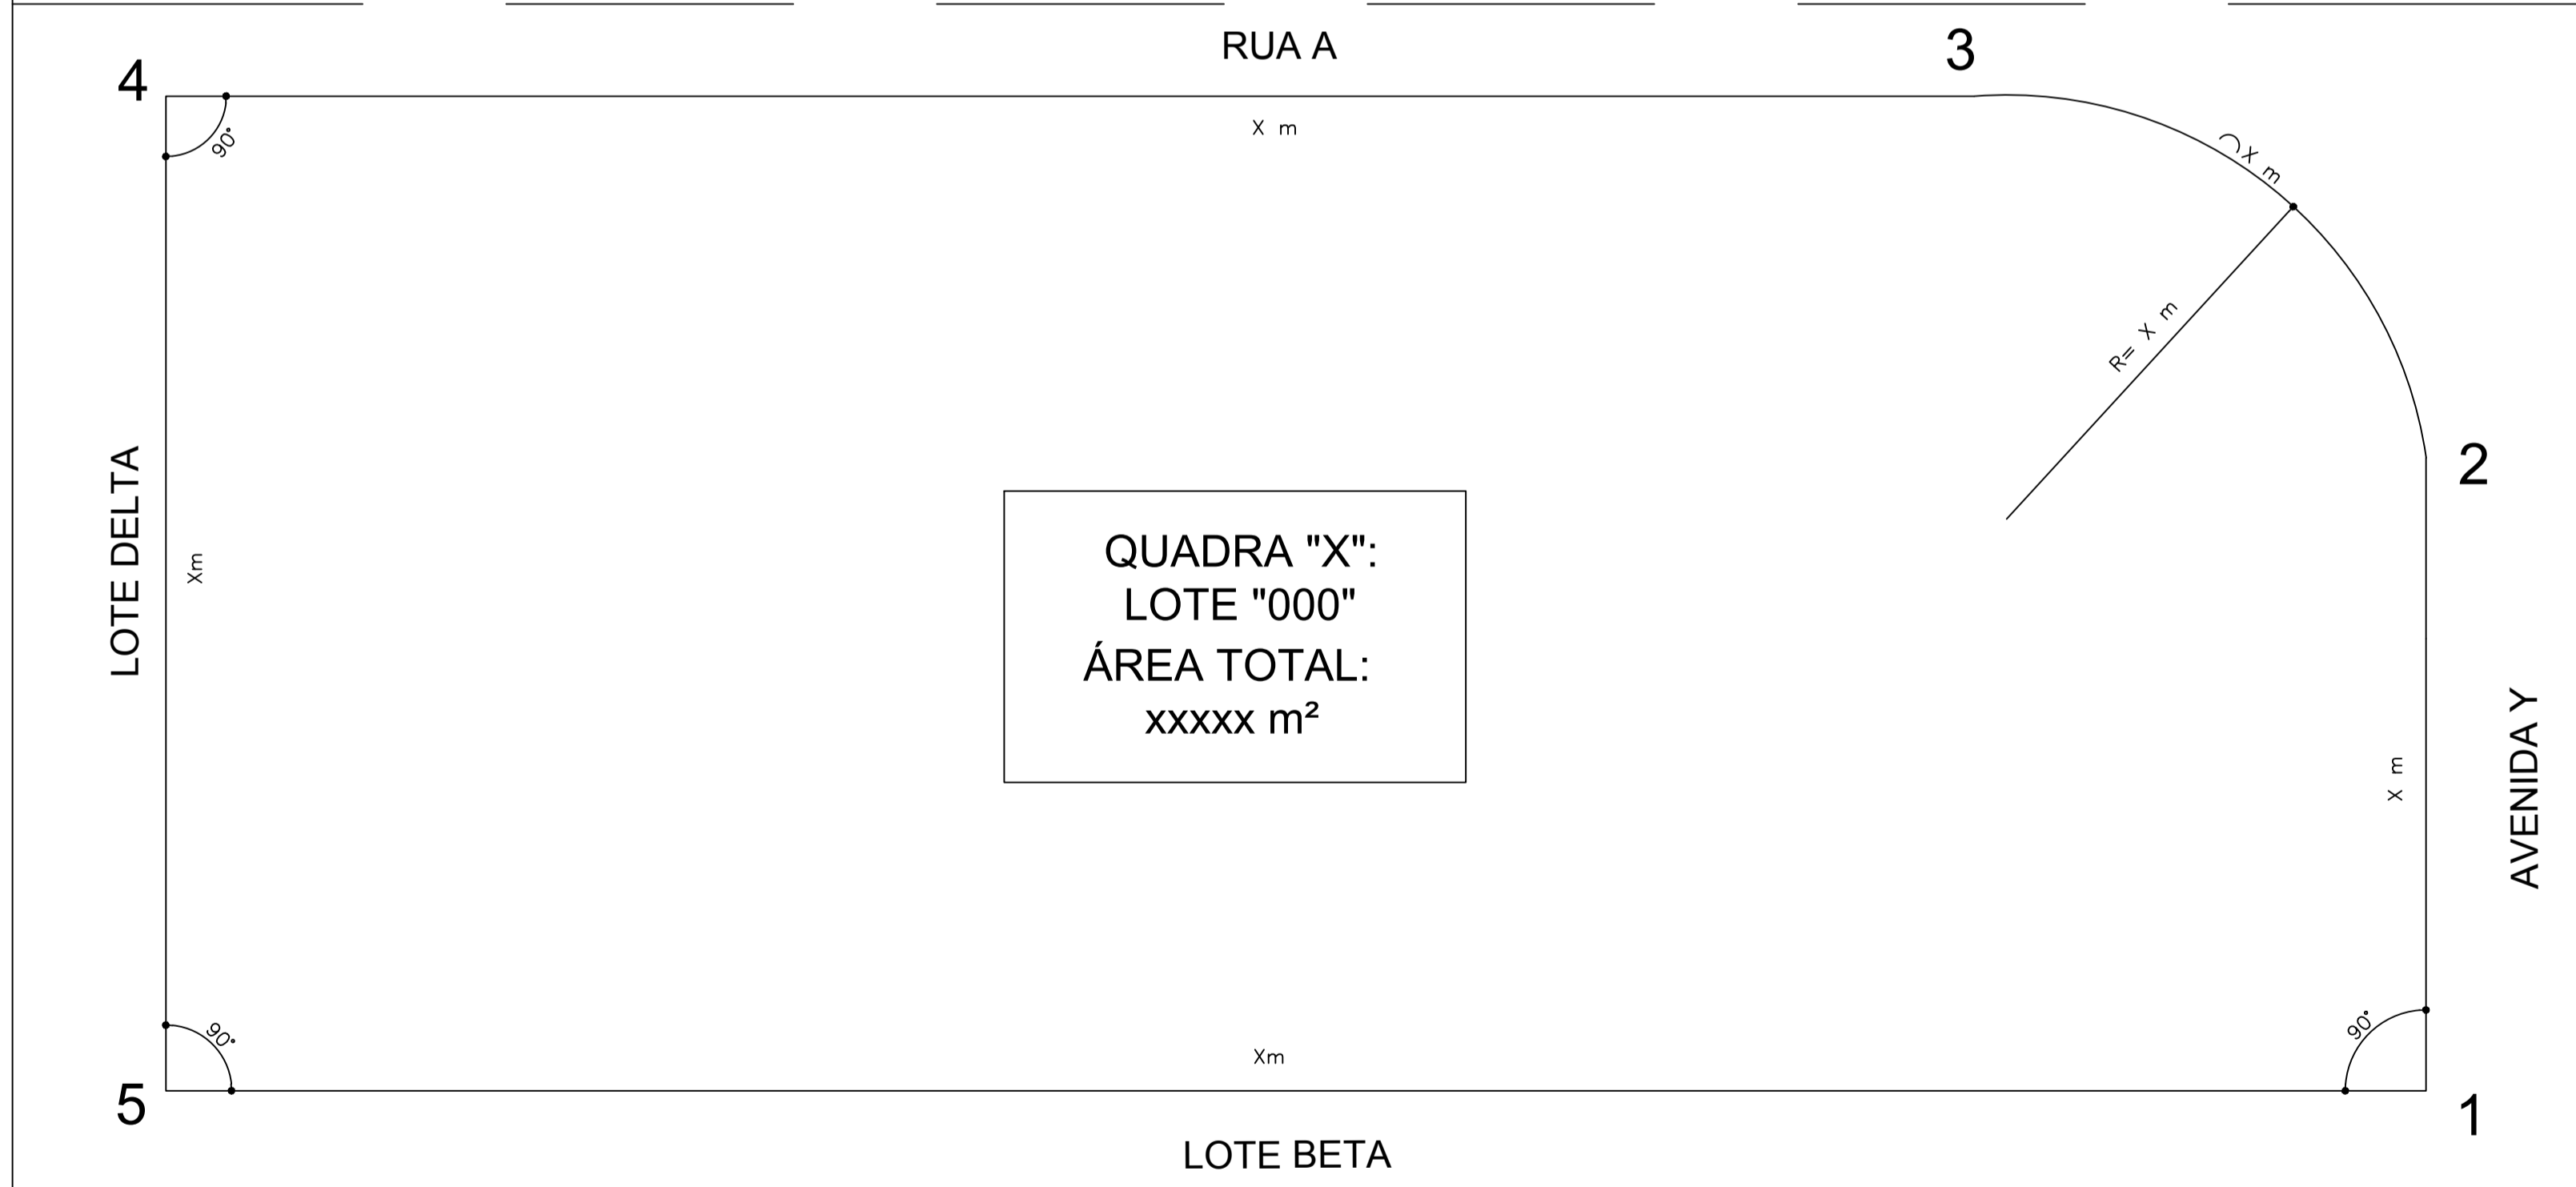 RUA A
3
4
90°
X m
X m
R= X m
2
LOTE DELTA
Xm
QUADRA "X":
LOTE "000"
ÁREA TOTAL:
xxxxx m²
X m
AVENIDA Y
90°
90°
Xm
5
1
LOTE BETA